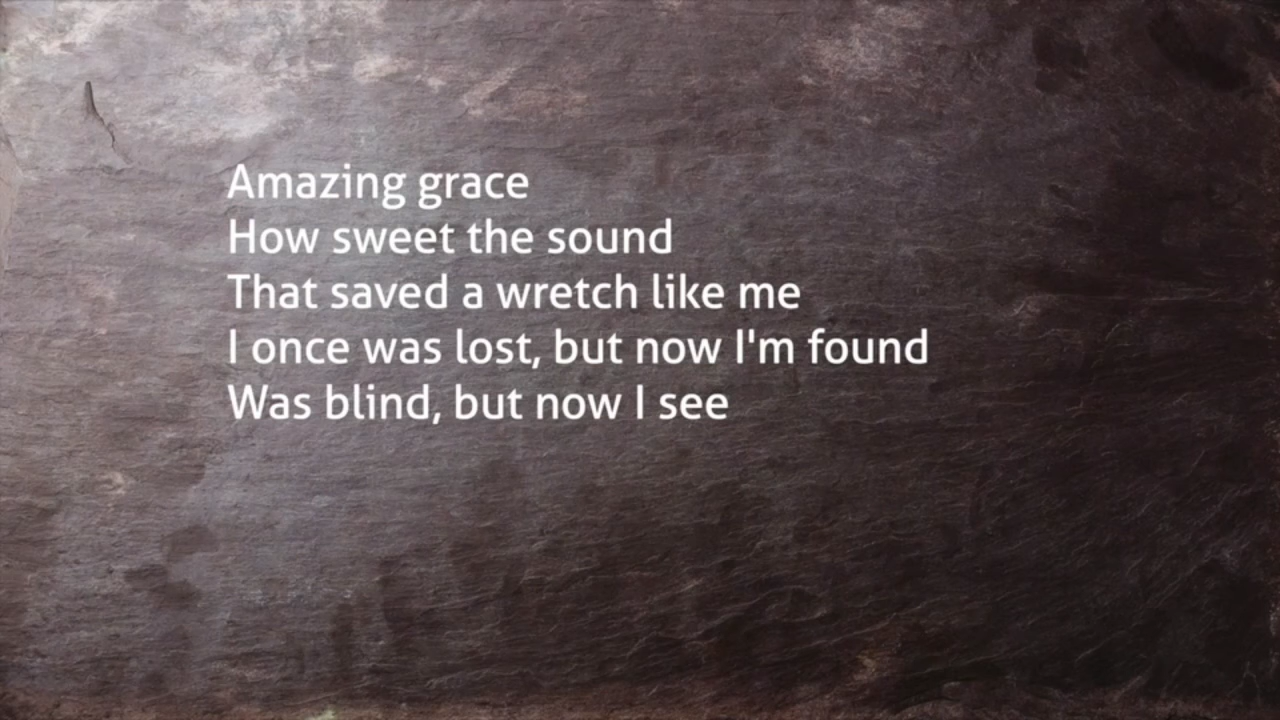 Amazing grace
How sweet the sound
That saved a wretch like me
I once was lost, but now I'm found
Was blind, but now I see